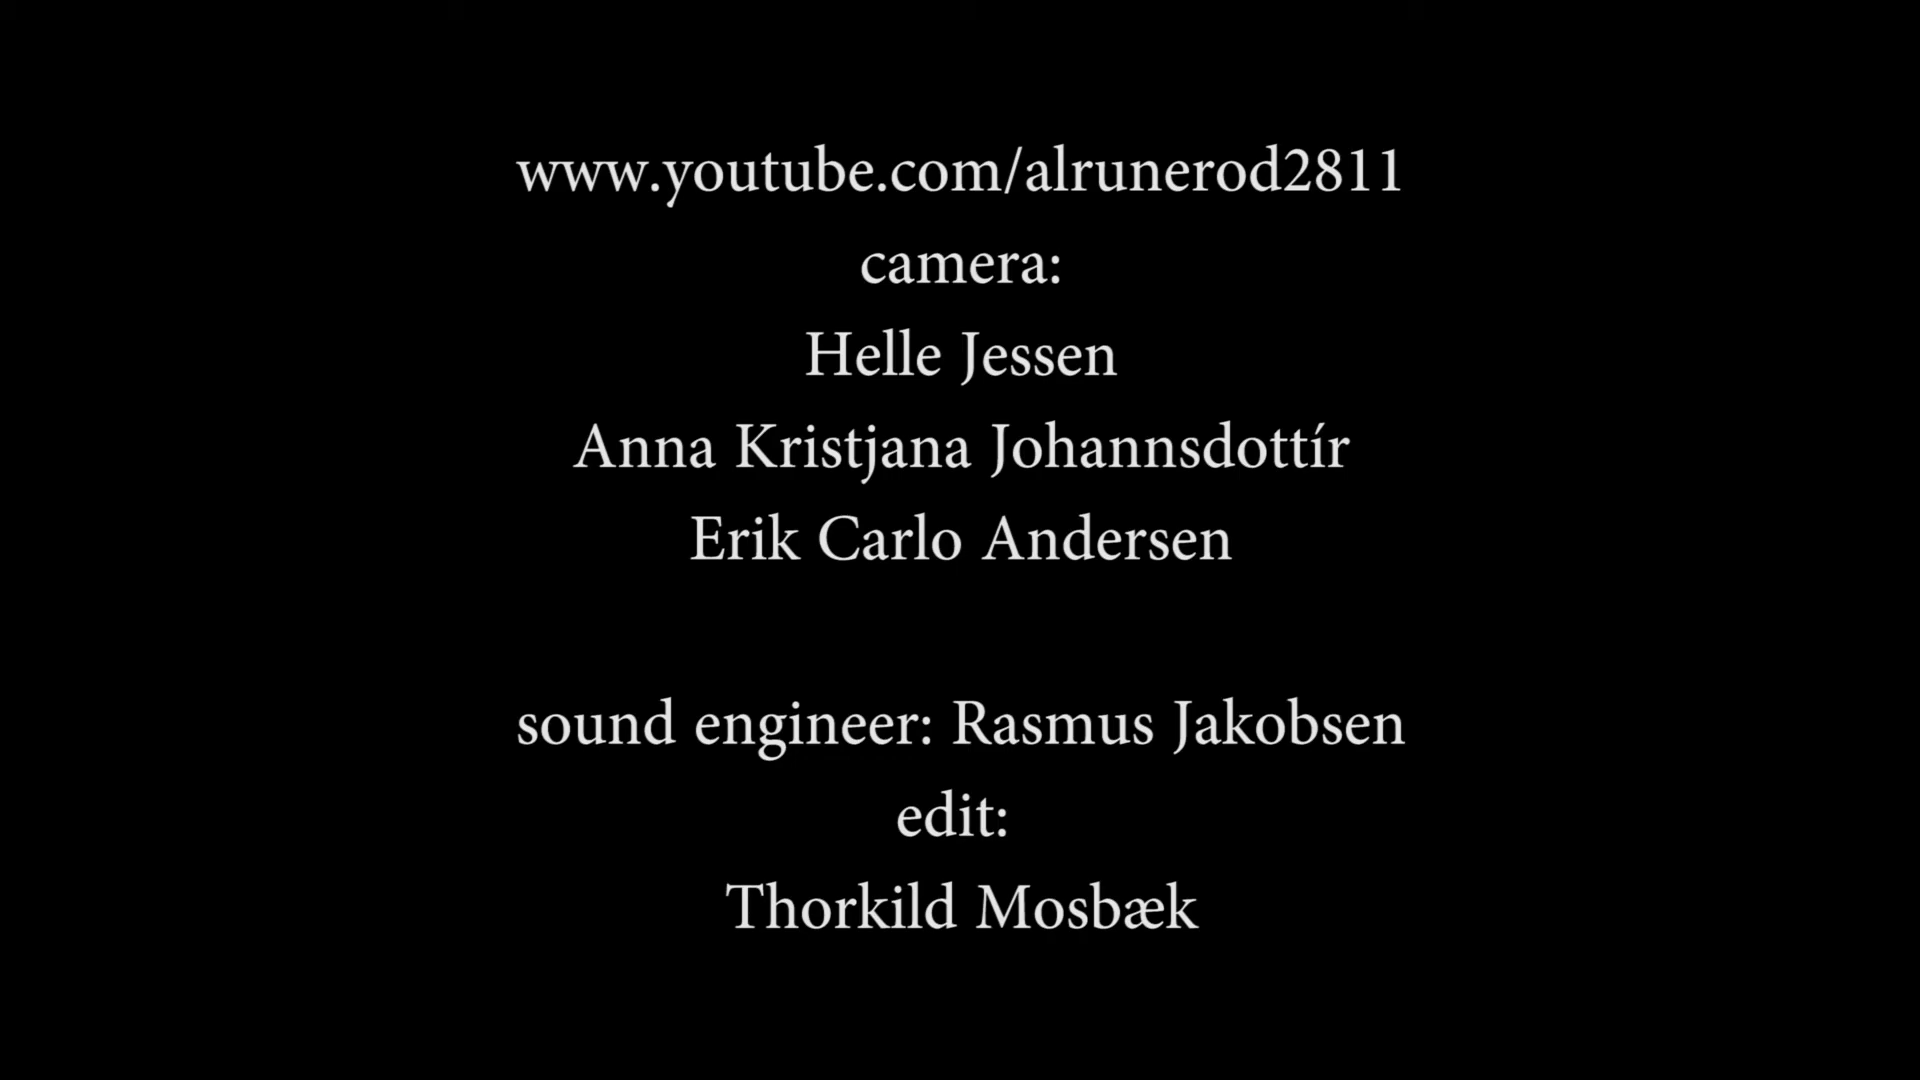 www.youtube.com/alrunerod2811
camera:
Helle Jessen
Anna Kristjana Johannsdottír
Erik Carlo Andersen
sound engineer: Rasmus Jakobsen
edit:
Thorkild Mosbæk